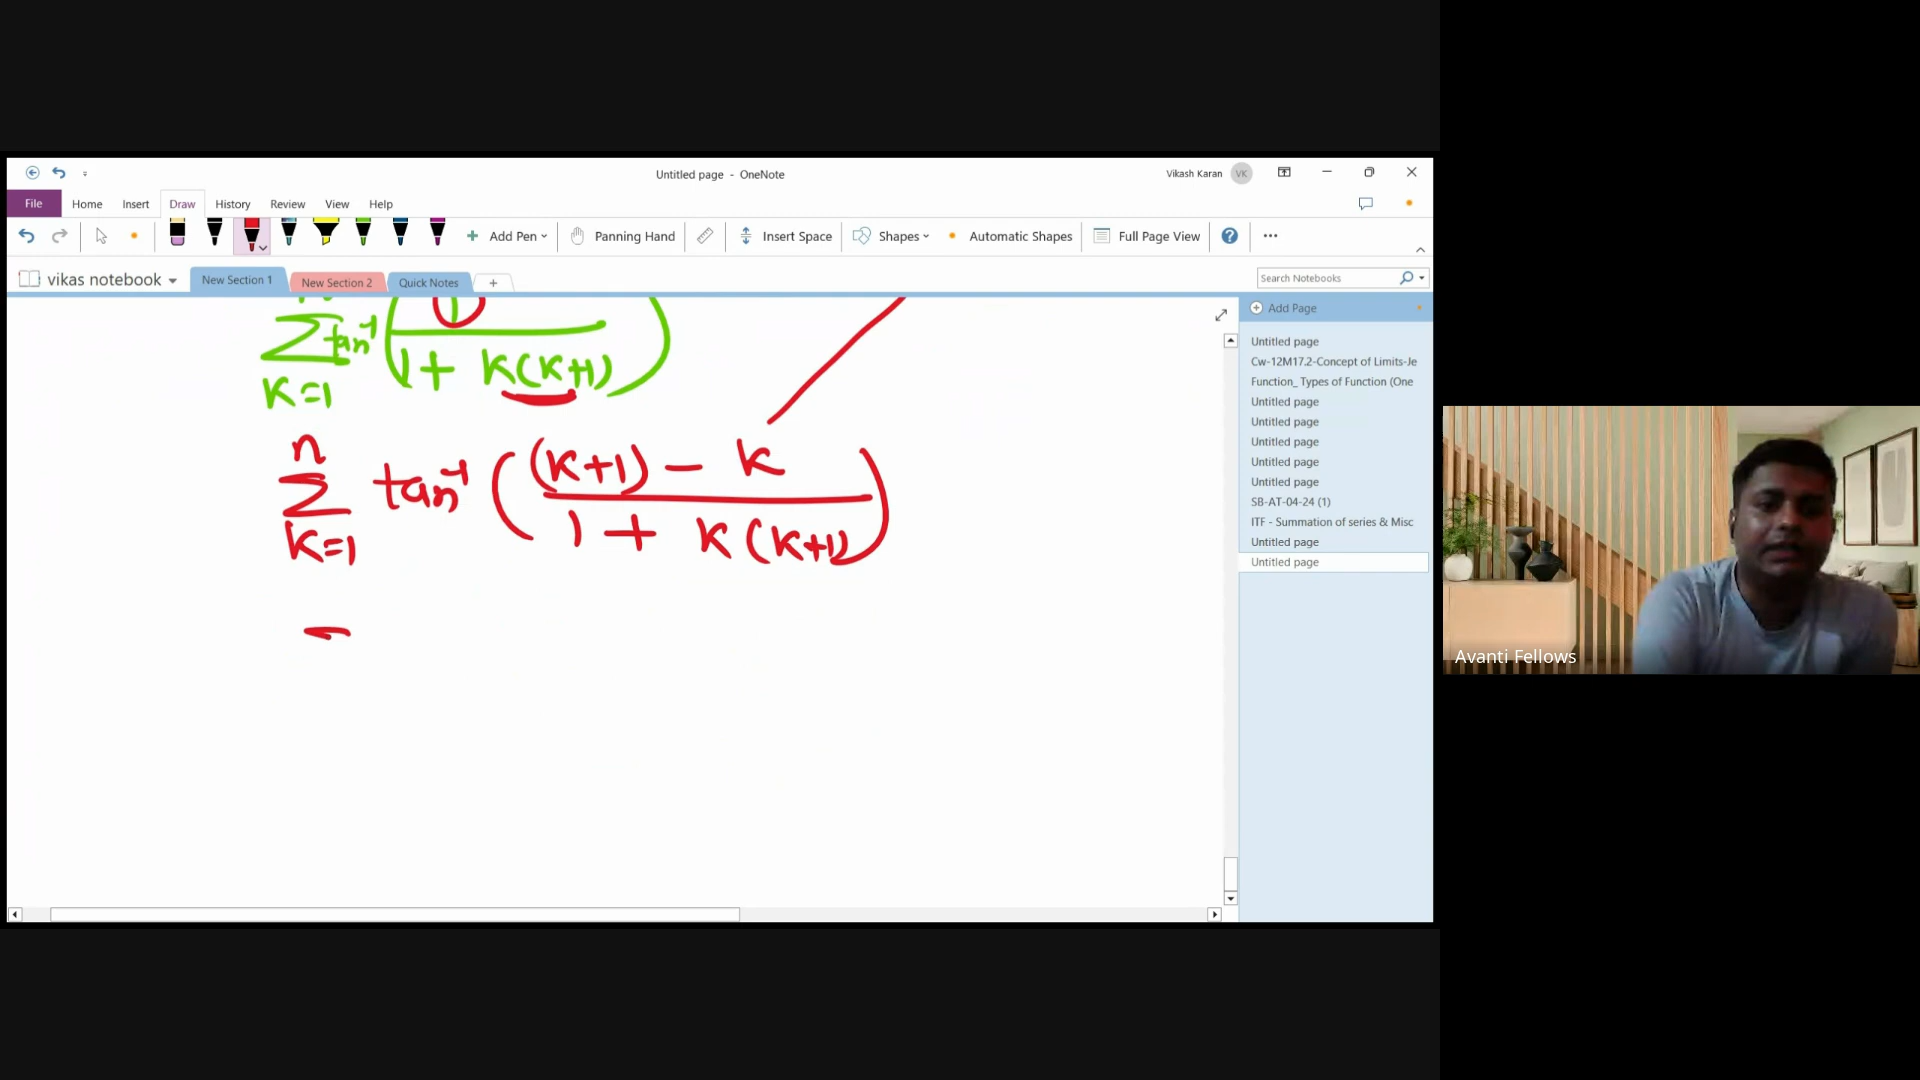 Untitled page - OneNote
Vikash Karan VK
File Home Insert Draw History Review View Help
Add Pen Panning Hand Insert Space Shapes Automatic Shapes Full Page View
vikas notebook New Section 1 New Section 2 Quick Notes
Search Notebooks
Add Page
Untitled page
Cw-12M17.2-Concept of Limits-Je
Function_ Types of Function (One
Untitled page
Untitled page
Untitled page
Untitled page
Untitled page
SB-AT-04-24 (1)
ITF - Summation of series & Misc
Untitled page
Untitled page
1
∑ tan⁻¹
1 + K(K+1)
K=1
n
∑ tan⁻¹ ( (K+1) - K
1 + K(K+1) )
K=1
Avanti Fellows